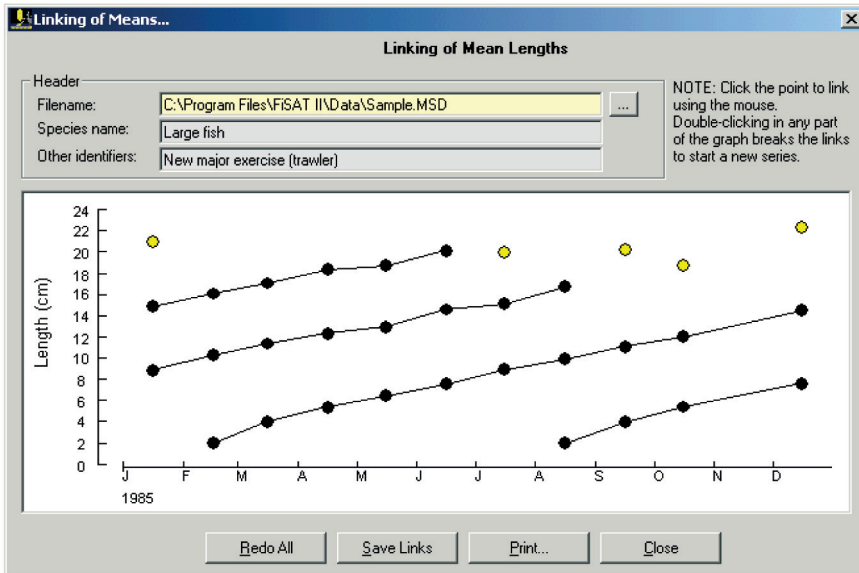 Linking of Means...
Linking of Mean Lengths
Header
Filename: C:\Program Files\FiSAT II\Data\Sample.MSD ...
Species name: Large fish
Other identifiers: New major exercise (trawler)
NOTE: Click the point to link
using the mouse.
Double-clicking in any part
of the graph breaks the links
to start a new series.
Length (cm)
24
22
20
18
16
14
12
10
8
6
4
2
0
J F M A M J J A S O N D
1985
Redo All Save Links Print... Close